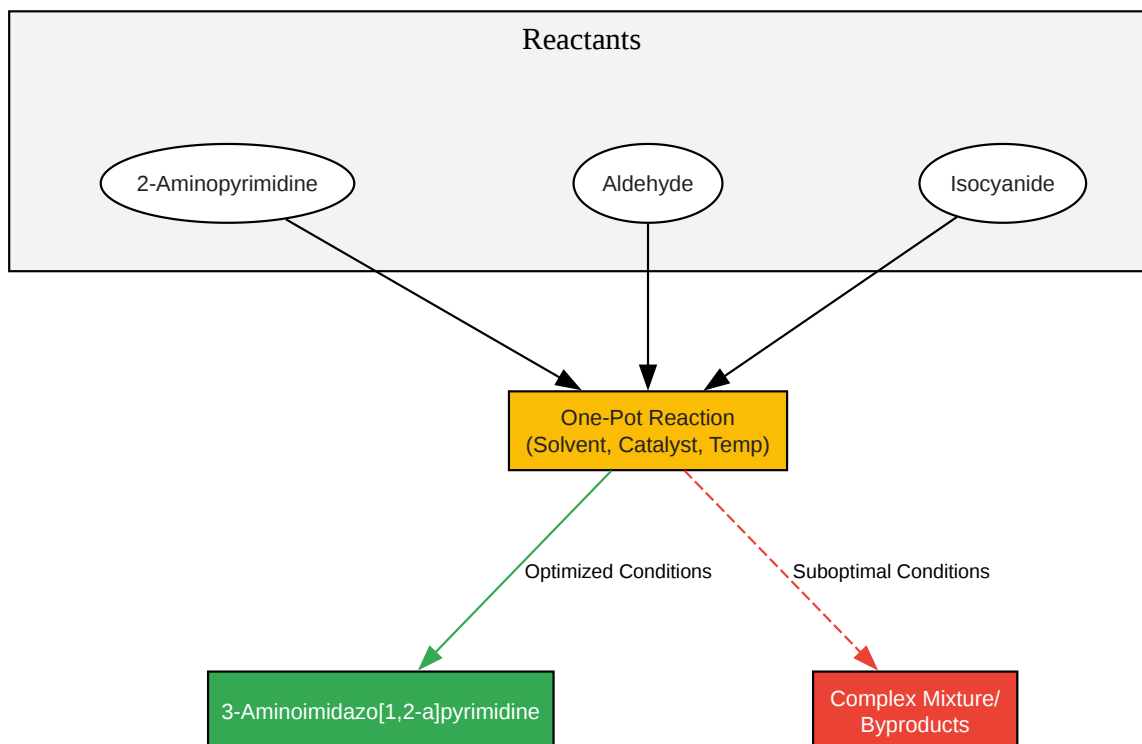 Reactants
2-Aminopyrimidine
Aldehyde
Isocyanide
One-Pot Reaction
(Solvent, Catalyst, Temp)
Optimized Conditions
Suboptimal Conditions
3-Aminoimidazo[1,2-a]pyrimidine
Complex Mixture/
Byproducts